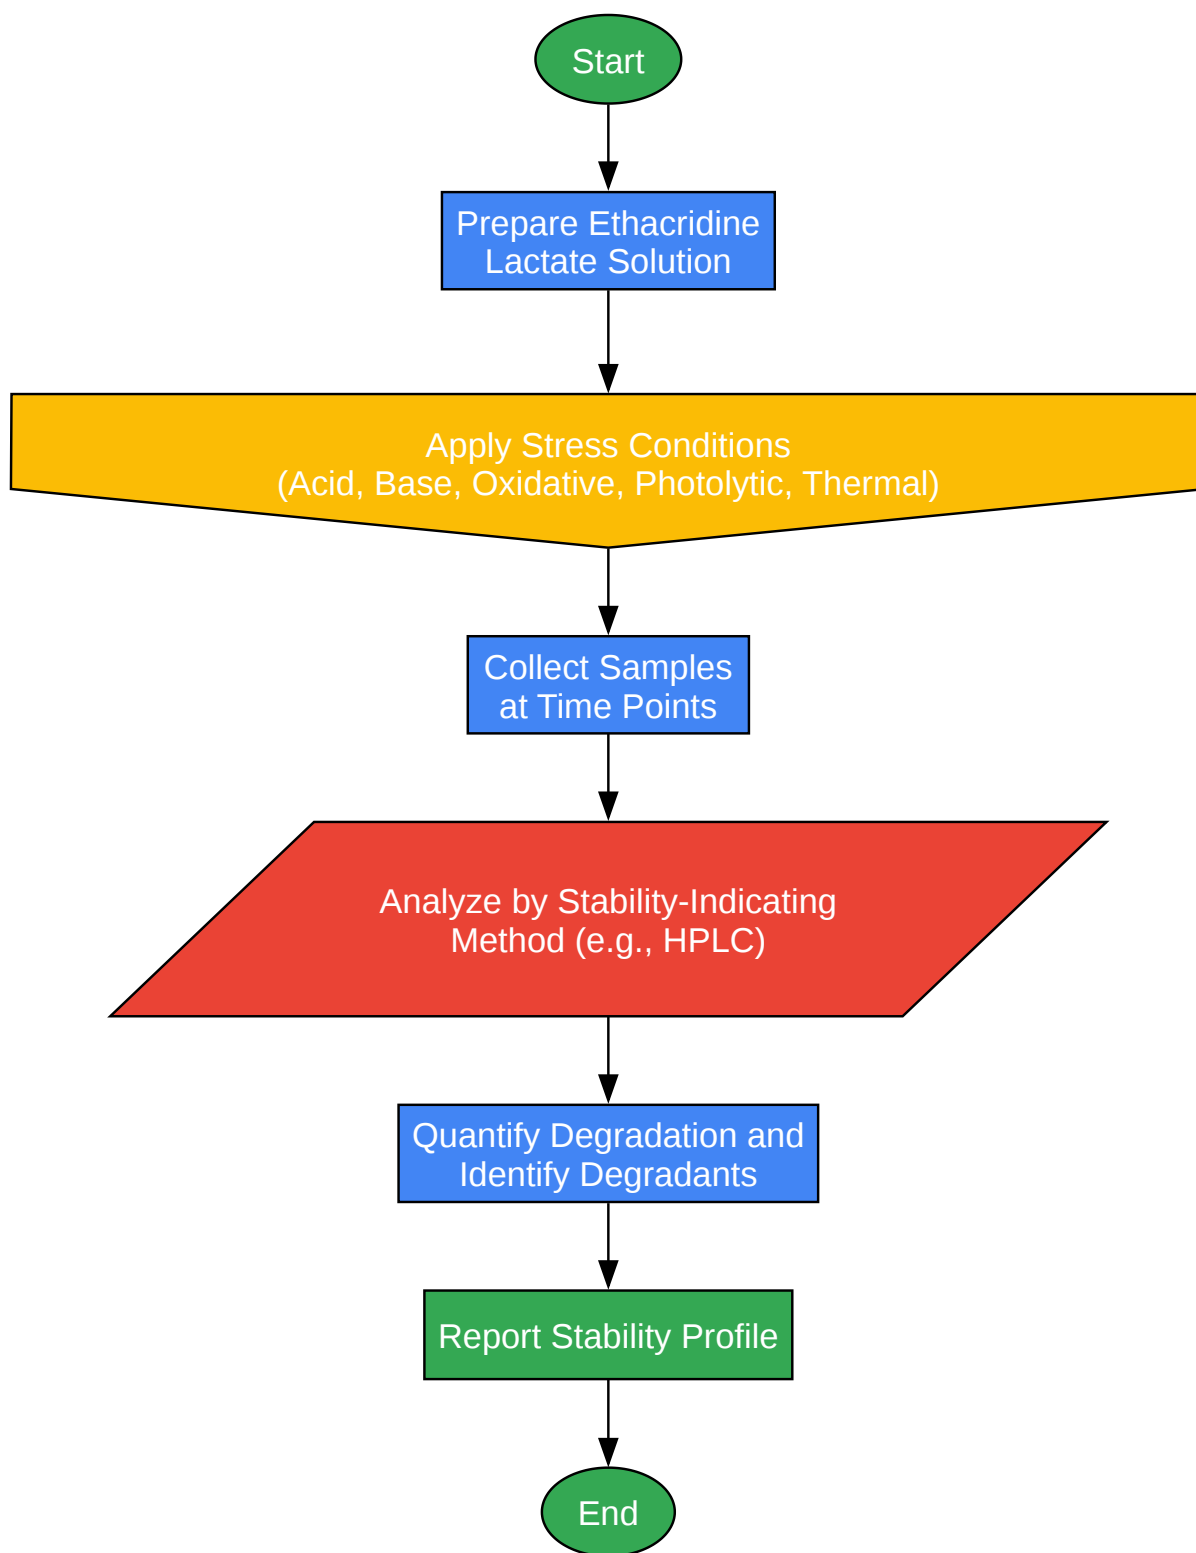 Start
Prepare Ethacridine
Lactate Solution
Apply Stress Conditions
(Acid, Base, Oxidative, Photolytic, Thermal)
Collect Samples
at Time Points
Analyze by Stability-Indicating
Method (e.g., HPLC)
Quantify Degradation and
Identify Degradants
Report Stability Profile
End